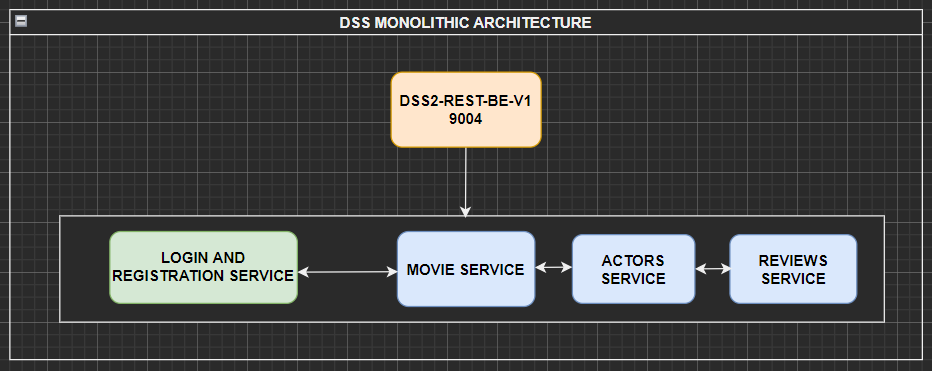 DSS MONOLITHIC ARCHITECTURE
DSS2-REST-BE-V1
9004
LOGIN AND
REGISTRATION SERVICE
MOVIE SERVICE
ACTORS
SERVICE
REVIEWS
SERVICE